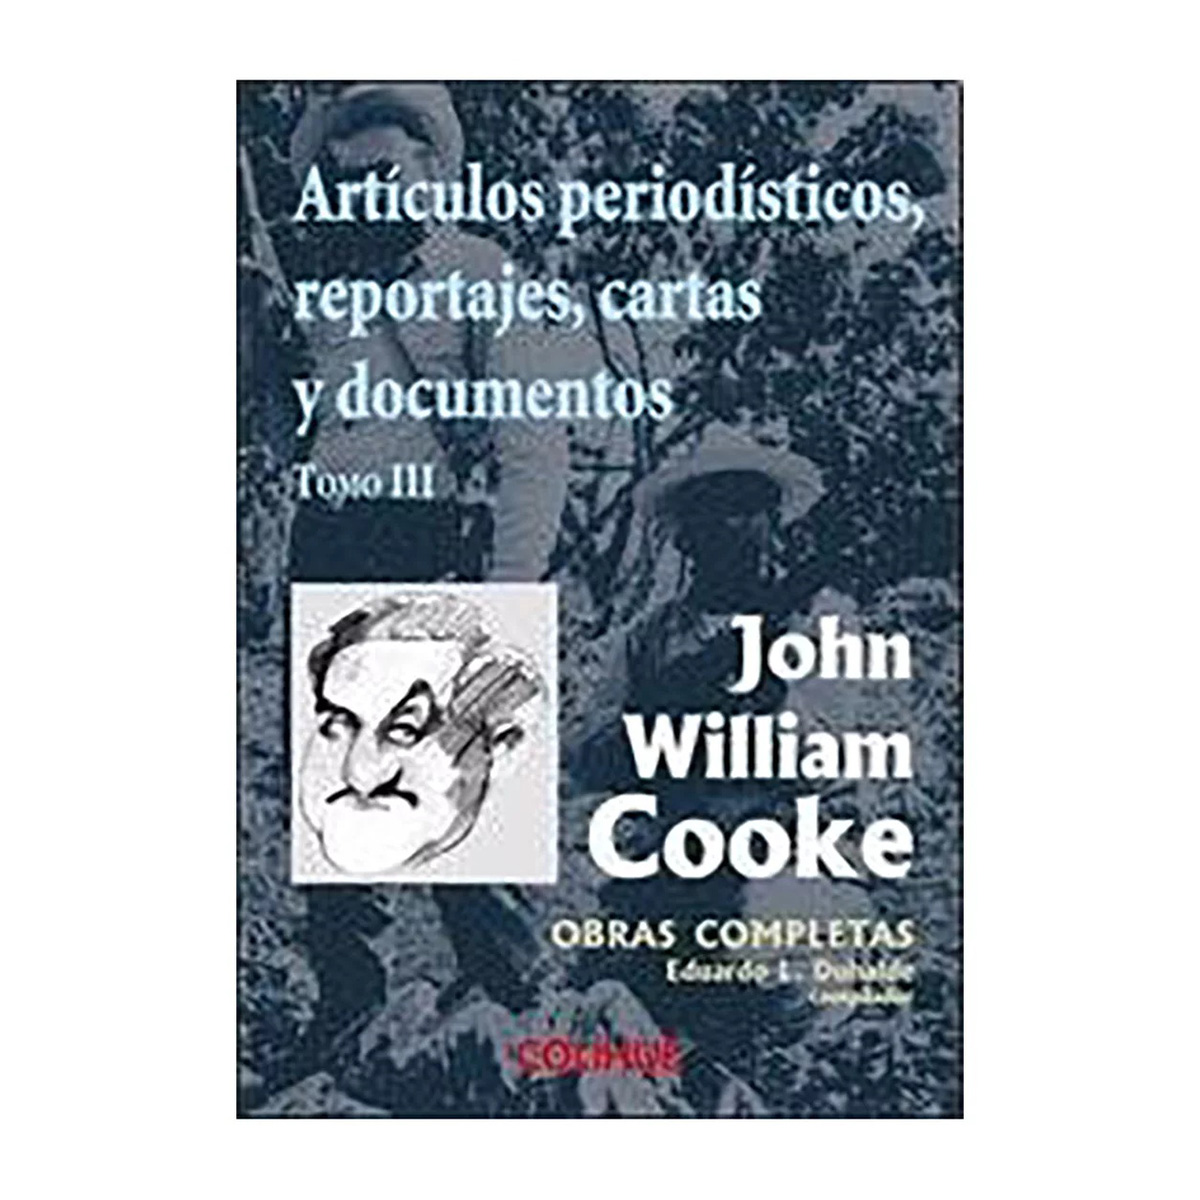 Artículos periodísticos,
reportajes, cartas
y documentos
Tomo III
John
William
Cooke
OBRAS COMPLETAS
Eduardo L. Duhalde
compilador
COLIHUE